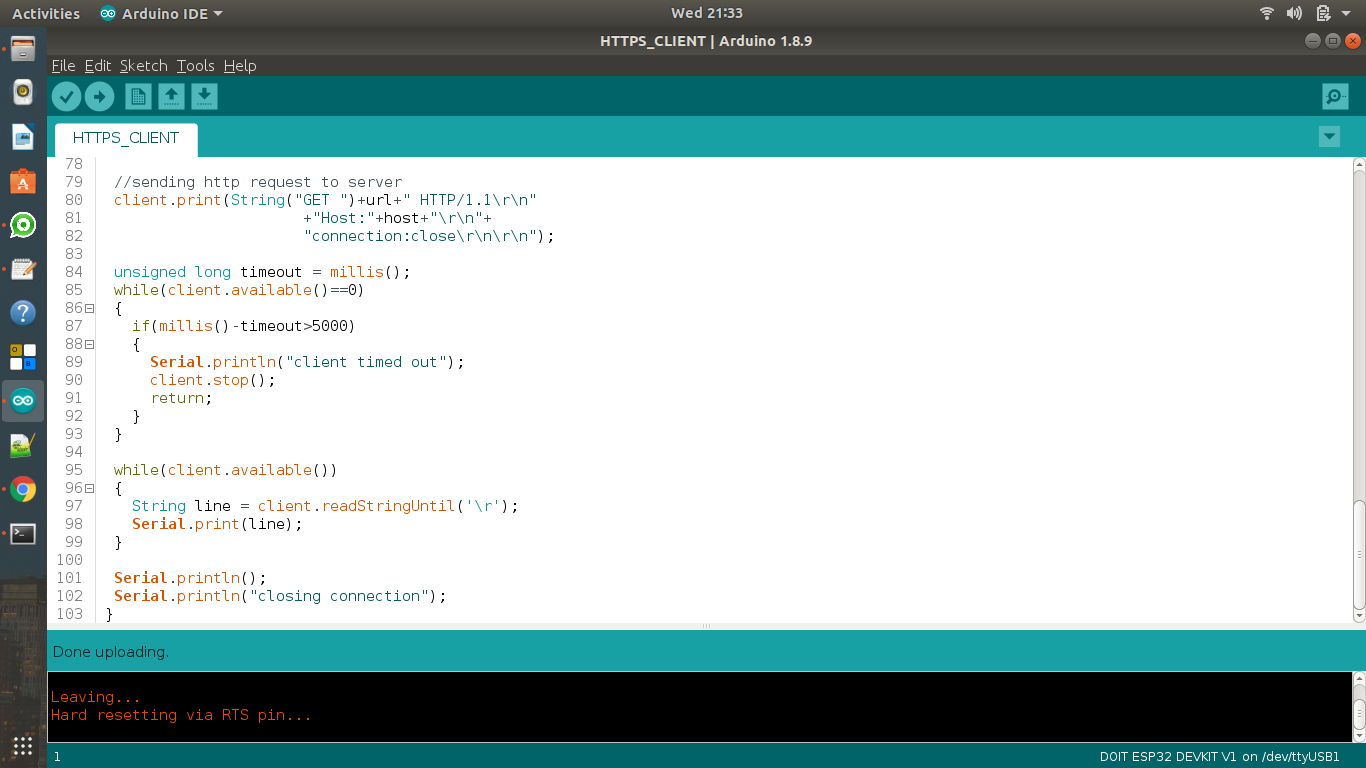 Activities Arduino IDE Wed 21:33
HTTPS_CLIENT | Arduino 1.8.9
File Edit Sketch Tools Help
HTTPS_CLIENT
78
79 //sending http request to server
80 client.print(String("GET ")+url+" HTTP/1.1\r\n"
81 +"Host:"+host+"\r\n"+
82 "connection:close\r\n\r\n");
83
84 unsigned long timeout = millis();
85 while(client.available()==0)
86 {
87 if(millis()-timeout>5000)
88 {
89 Serial.println("client timed out");
90 client.stop();
91 return;
92 }
93 }
94
95 while(client.available())
96 {
97 String line = client.readStringUntil('\r');
98 Serial.print(line);
99 }
100
101 Serial.println();
102 Serial.println("closing connection");
103 }
Done uploading.
Leaving...
Hard resetting via RTS pin...
1 DOIT ESP32 DEVKIT V1 on /dev/ttyUSB1